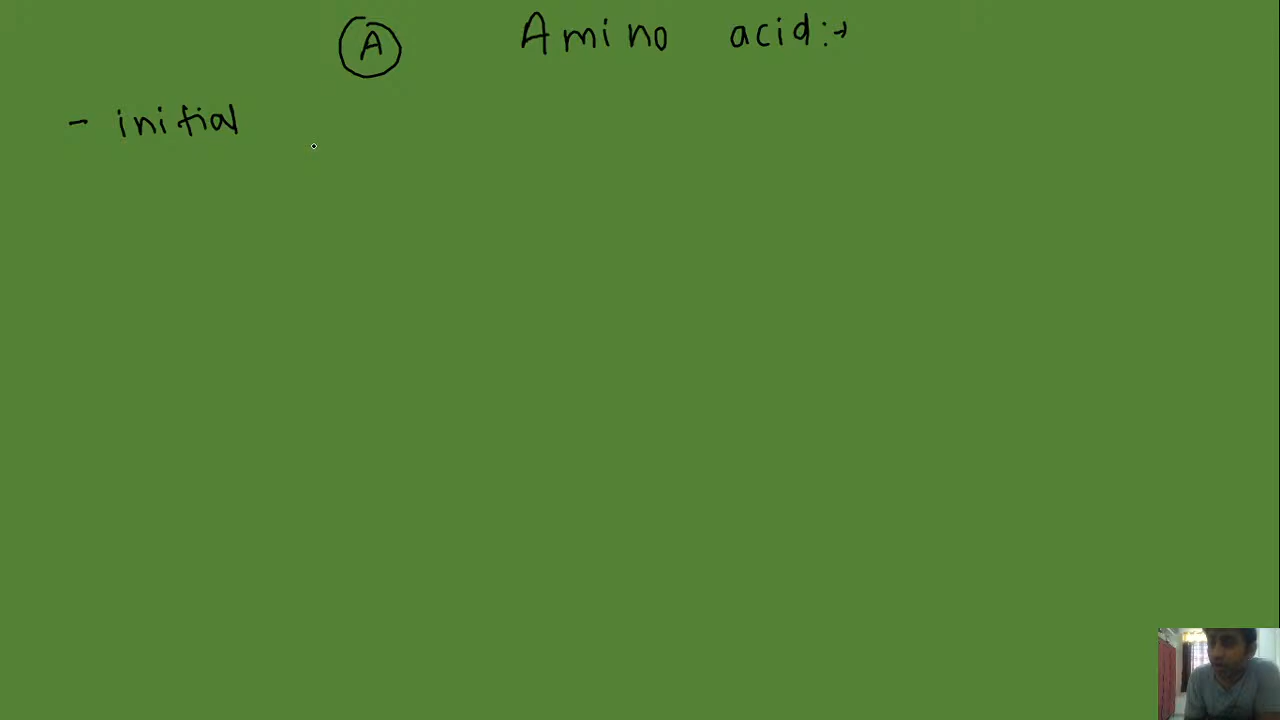 A Amino acid:→
- initial